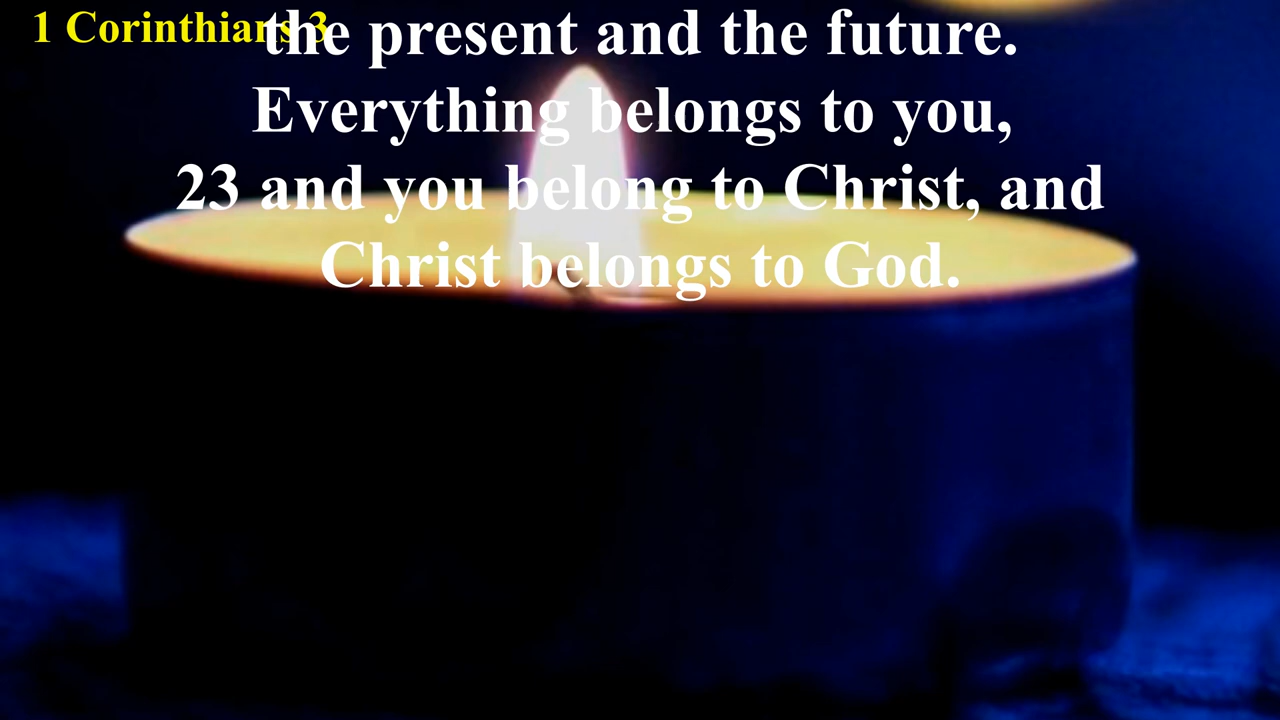 1 Corinthians 3
the present and the future.
Everything belongs to you,
23 and you belong to Christ, and
Christ belongs to God.